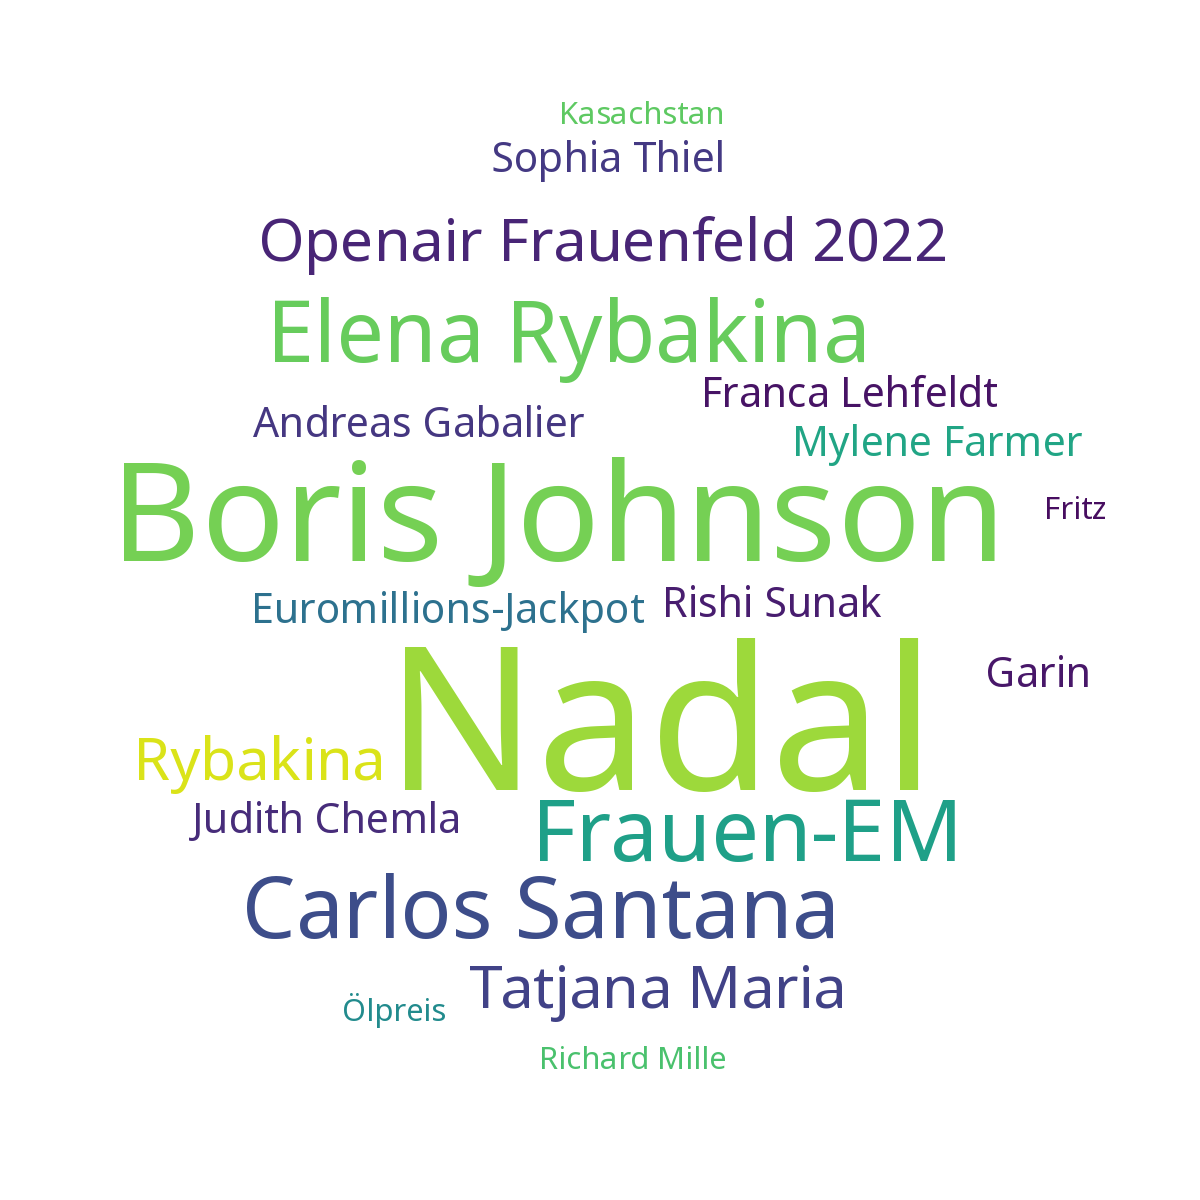 Kasachstan
Sophia Thiel
Openair Frauenfeld 2022
Elena Rybakina
Franca Lehfeldt
Andreas Gabalier
Mylene Farmer
Boris Johnson
Fritz
Euromillions-Jackpot
Rishi Sunak
Nadal
Garin
Rybakina
Judith Chemla
Frauen-EM
Carlos Santana
Tatjana Maria
Ölpreis
Richard Mille